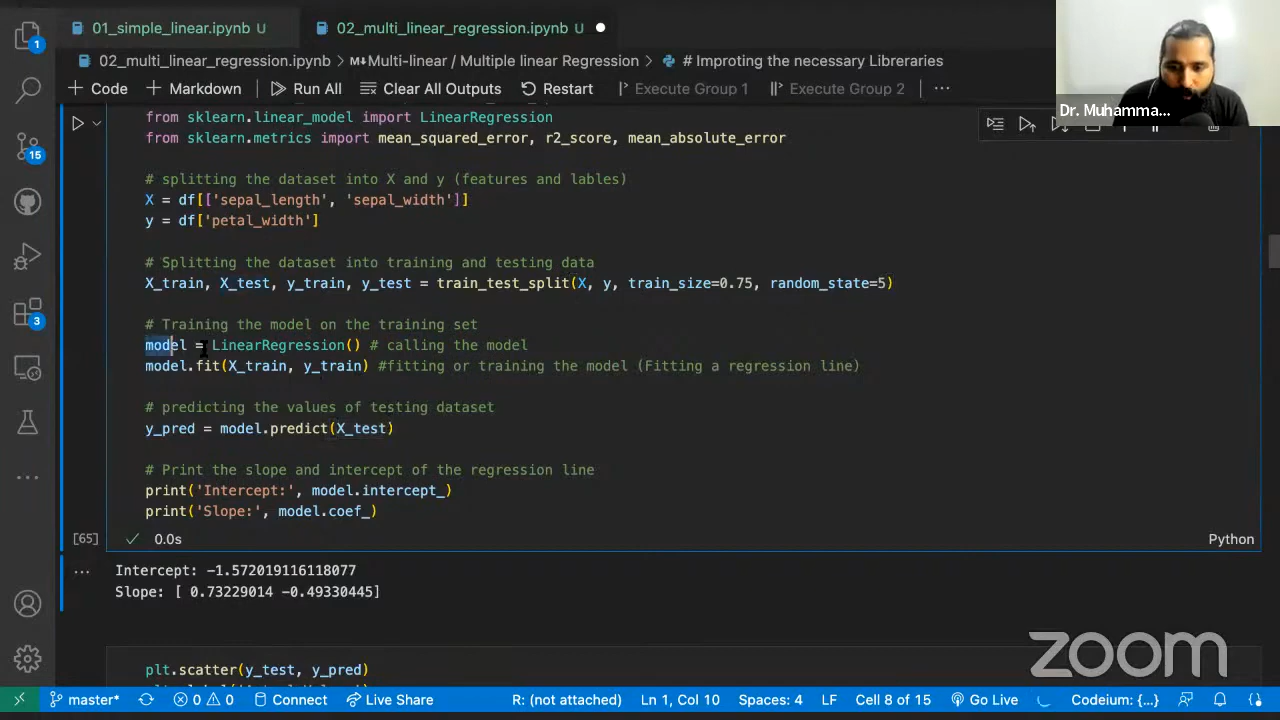 01_simple_linear.ipynb U
02_multi_linear_regression.ipynb U
02_multi_linear_regression.ipynb > Multi-linear / Multiple linear Regression > # Improting the necessary Libreraries
Code Markdown Run All Clear All Outputs Restart Execute Group 1 Execute Group 2 ...
Dr. Muhamma...
from sklearn.linear_model import LinearRegression
from sklearn.metrics import mean_squared_error, r2_score, mean_absolute_error
# splitting the dataset into X and y (features and lables)
X = df[['sepal_length', 'sepal_width']]
y = df['petal_width']
# Splitting the dataset into training and testing data
X_train, X_test, y_train, y_test = train_test_split(X, y, train_size=0.75, random_state=5)
# Training the model on the training set
model = LinearRegression() # calling the model
model.fit(X_train, y_train) #fitting or training the model (Fitting a regression line)
# predicting the values of testing dataset
y_pred = model.predict(X_test)
# Print the slope and intercept of the regression line
print('Intercept:', model.intercept_)
print('Slope:', model.coef_)
[65] 0.0s Python
Intercept: -1.572019116118077
Slope: [ 0.73229014 -0.49330445]
plt.scatter(y_test, y_pred)
1
15
3
zoom
master* 0 0 Connect Live Share R: (not attached) Ln 1, Col 10 Spaces: 4 LF Cell 8 of 15 Go Live Codeium: {...}